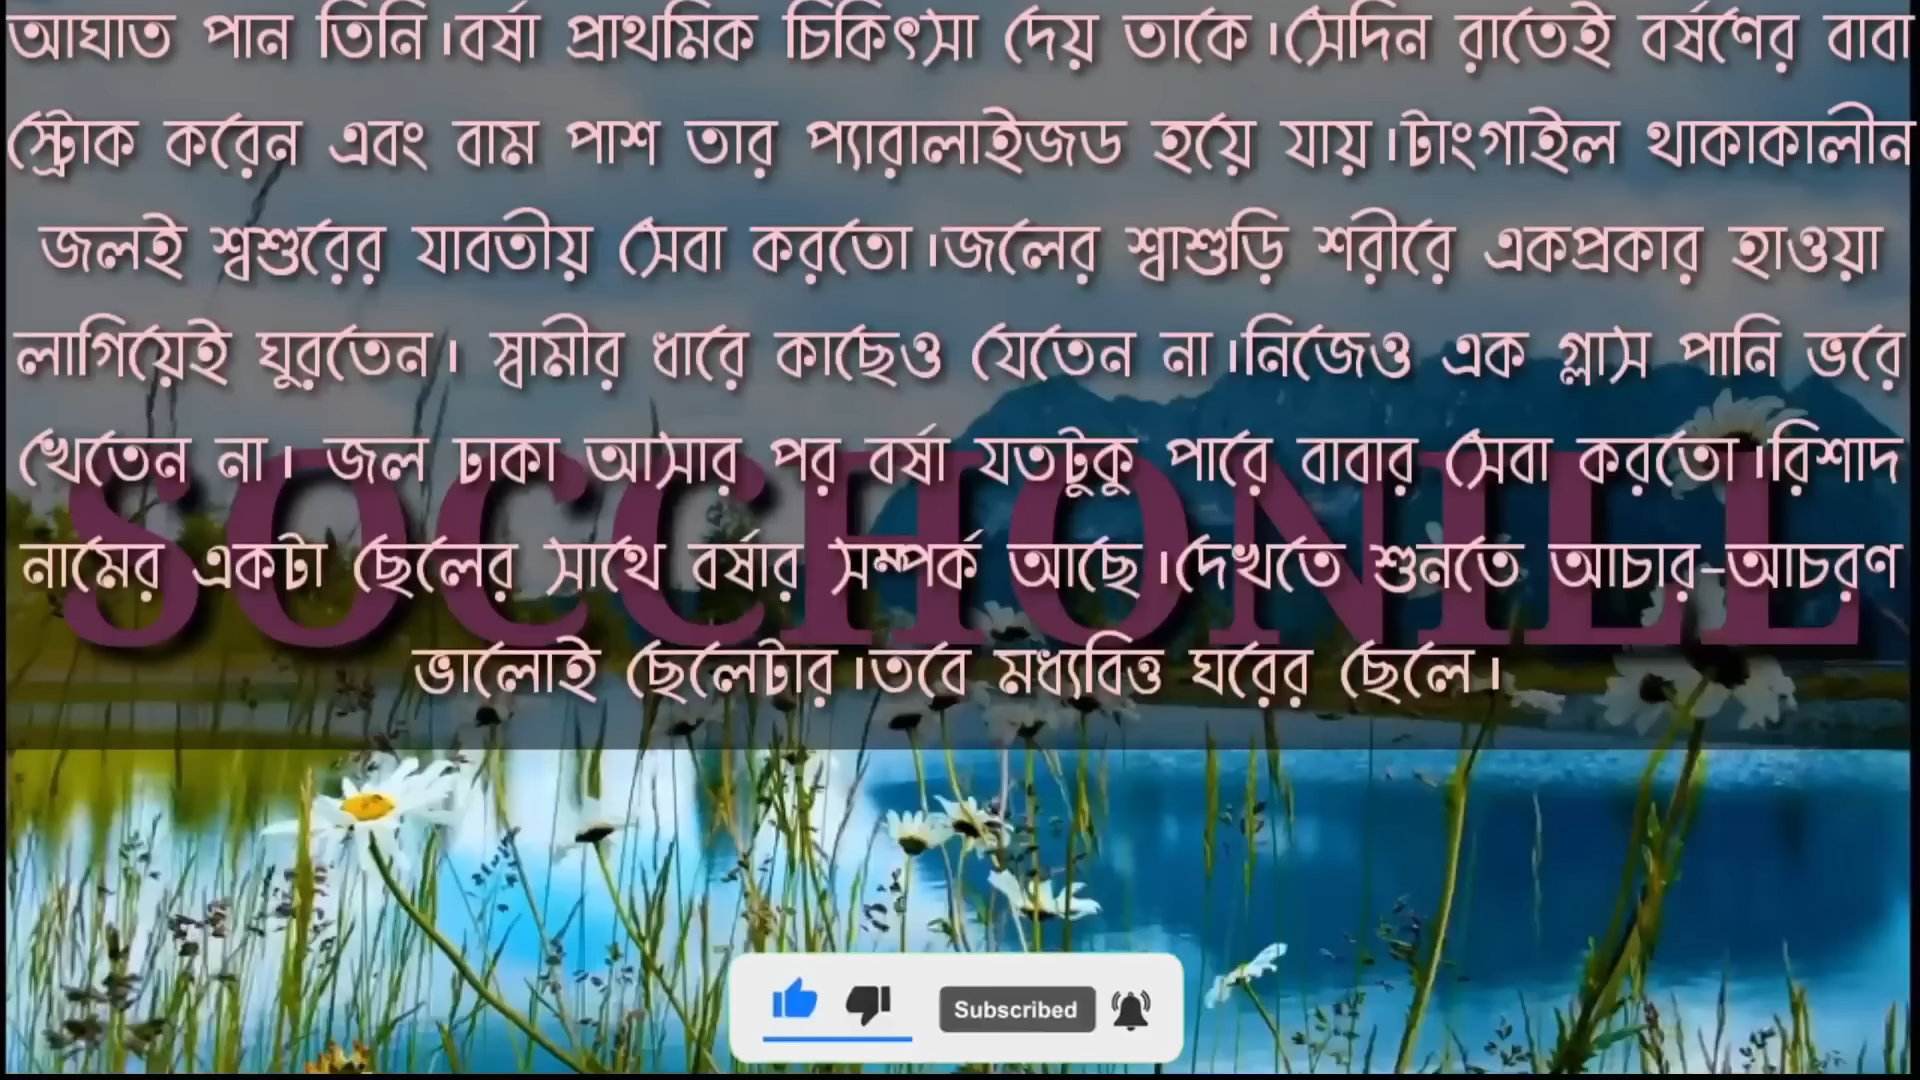 আঘাত পান তিনি।বর্ষা প্রাথমিক চিকিৎসা দেয় তাকে।সেদিন রাতেই বর্ষণের বাবা
স্ট্রোক করেন এবং বাম পাশ তার প্যারালাইজড হয়ে যায়।টাংগাইল থাকাকালীন
জলই শ্বশুরের যাবতীয় সেবা করতো।জলের শ্বাশুড়ি শরীরে একপ্রকার হাওয়া
লাগিয়েই ঘুরতেন। স্বামীর ধারে কাছেও যেতেন না।নিজেও এক গ্লাস পানি ভরে
খেতেন না। জল ঢাকা আসার পর বর্ষা যতটুকু পারে বাবার সেবা করতো।রিশাদ
নামের একটা ছেলের সাথে বর্ষার সম্পর্ক আছে।দেখতে শুনতে আচার-আচরণ
ভালোই ছেলেটার।তবে মধ্যবিত্ত ঘরের ছেলে।
SOCCHONILL
Subscribed